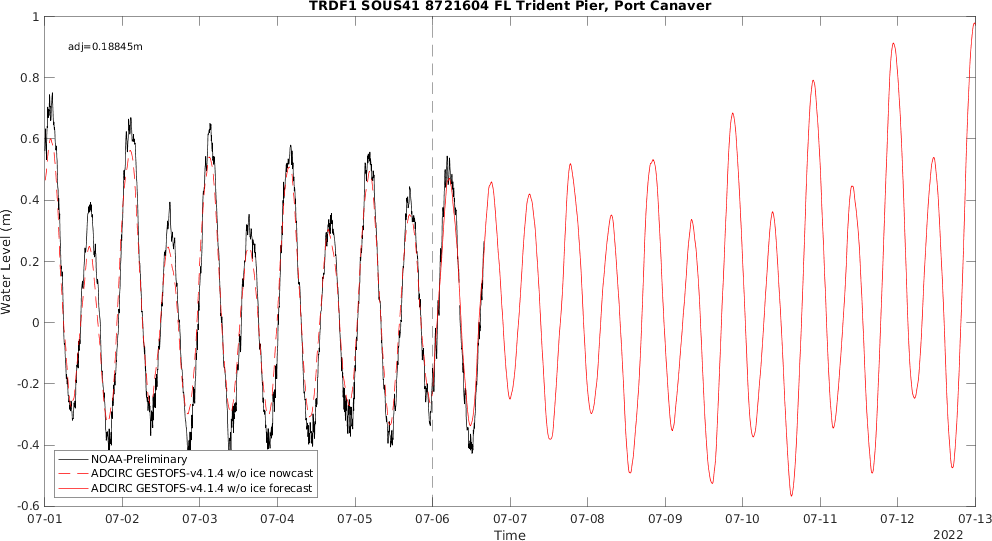 TRDF1 SOUS41 8721604 FL Trident Pier, Port Canaver
adj=0.18845m
1
0.8
0.6
0.4
0.2
0
-0.2
-0.4
-0.6
Water Level (m)
NOAA-Preliminary
ADCIRC GESTOFS-v4.1.4 w/o ice nowcast
ADCIRC GESTOFS-v4.1.4 w/o ice forecast
07-01 07-02 07-03 07-04 07-05 07-06 07-07 07-08 07-09 07-10 07-11 07-12 07-13
Time
2022